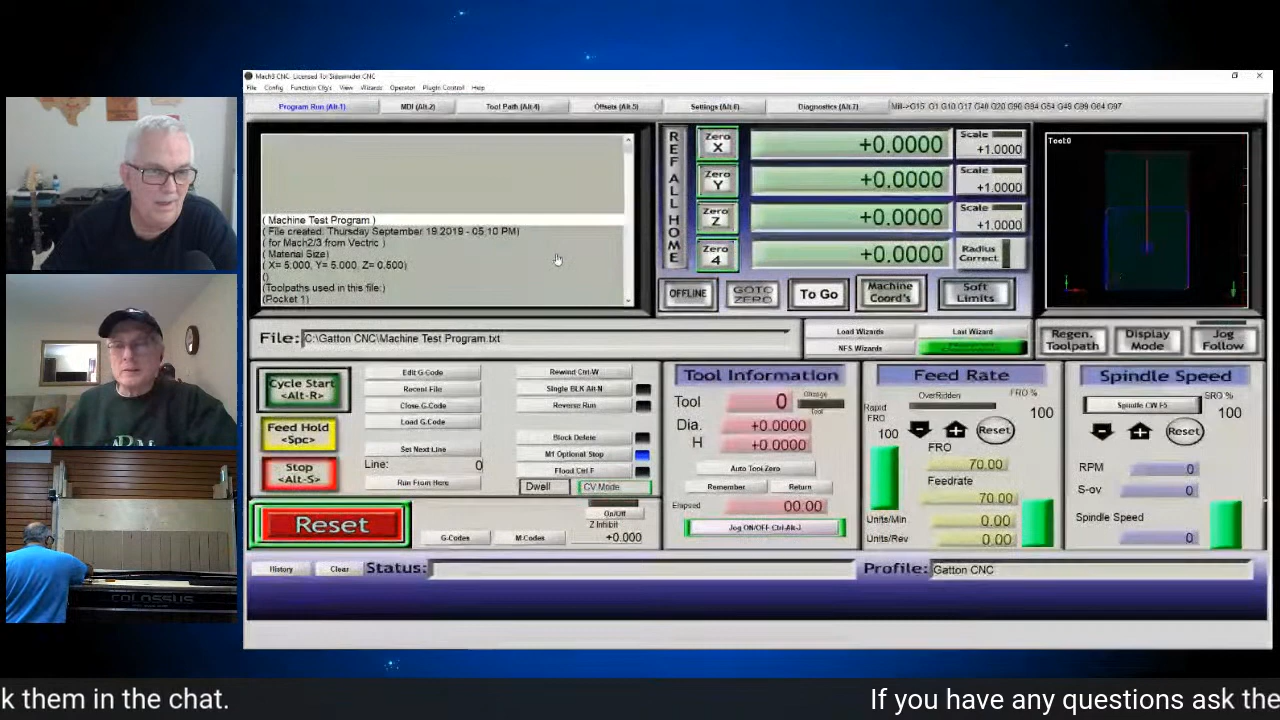 Mach3 CNC Licensed To: Sidewinder CNC
File Config Function Cfg's View Wizards Operator PlugIn Control Help
Program Run (Alt-1) MDI (Alt-2) Tool Path (Alt-4) Offsets (Alt-5) Settings (Alt-6) Diagnostics (Alt-7)
( Machine Test Program )
( File created: Thursday September 19 2019 - 05:10 PM)
( for Mach2/3 from Vectric )
( Material Size)
( X= 5.000, Y= 5.000, Z= 0.500)
()
(Toolpaths used in this file:)
(Pocket 1)
REF ALL HOME
Zero X +0.0000 Scale +1.0000
Zero Y +0.0000 Scale +1.0000
Zero Z +0.0000 Scale +1.0000
Zero 4 +0.0000 Radius Correct
OFFLINE GOTO ZERO To Go Machine Coord's Soft Limits
Tool:0
File: C:\Gatton CNC\Machine Test Program.txt
Load Wizards Last Wizard
NFS Wizards
Regen. Toolpath Display Mode Jog Follow
Cycle Start <Alt-R>
Feed Hold <Spc>
Stop <Alt-S>
Reset
Edit G-Code
Recent File
Close G-Code
Load G-Code
Set Next Line
Line: 0
Run From Here
Rewind Ctrl-W
Single BLK Alt-N
Reverse Run
Block Delete
M1 Optional Stop
Flood Ctrl-F
Dwell CV Mode
On/Off
Z Inhibit
+0.000
G-Codes M-Codes
Tool Information
Tool 0 Change Tool
Dia. +0.0000
H +0.0000
Auto Tool Zero
Remember Return
Elapsed 00:00
Jog ON/OFF Ctrl-Alt-J
Feed Rate
OverRidden FRO %
Rapid FRO 100 100
Reset
FRO
70.00
Feedrate
70.00
Units/Min 0.00
Units/Rev 0.00
Spindle Speed
Spindle CW F5
SRO %
100
Reset
RPM 0
S-ov 0
Spindle Speed
0
History Clear Status: Profile: Gatton CNC
COLOSSUS
k them in the chat. If you have any questions ask the